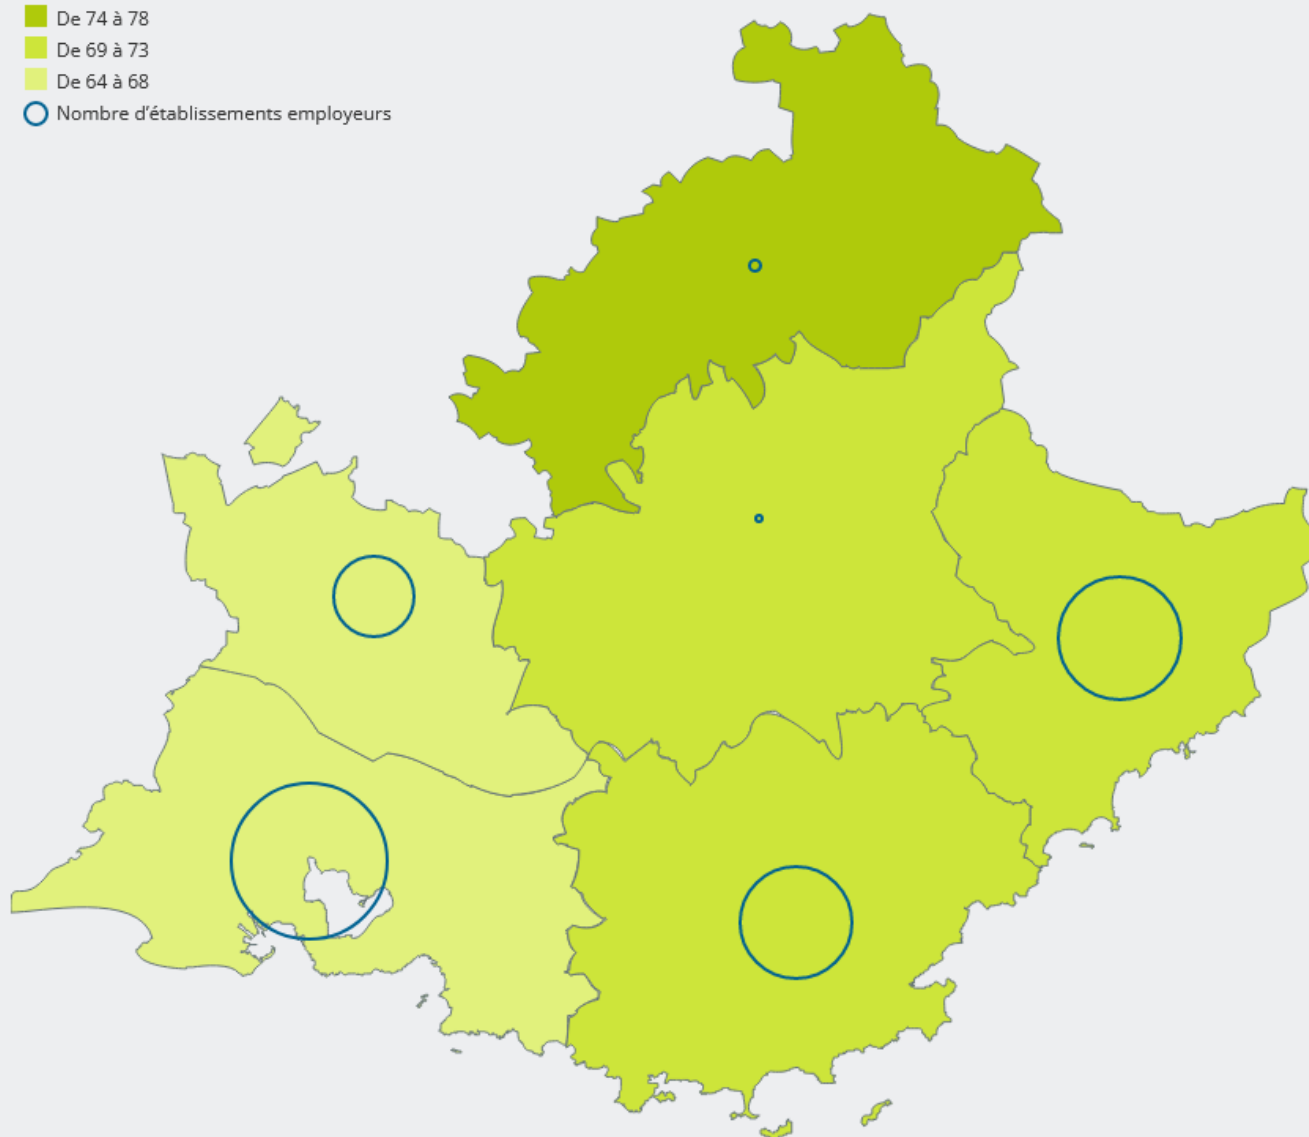 De 74 à 78
De 69 à 73
De 64 à 68
Nombre d’établissements employeurs